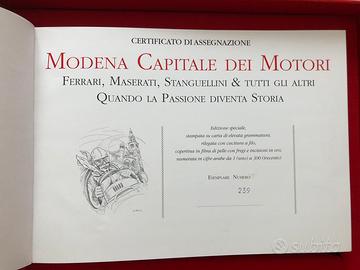 CERTIFICATO DI ASSEGNAZIONE
MODENA CAPITALE DEI MOTORI
FERRARI, MASERATI, STANGUELLINI & TUTTI GLI ALTRI
QUANDO LA PASSIONE DIVENTA STORIA
Edizione speciale,
stampata su carta di elevata grammatura,
rilegata con cucitura a filo,
copertina in finta di pelle con fregi e incisioni in oro,
numerata in cifre arabe da 1 (uno) a 300 (trecento)
ESEMPLARE NUMERO
239
subito